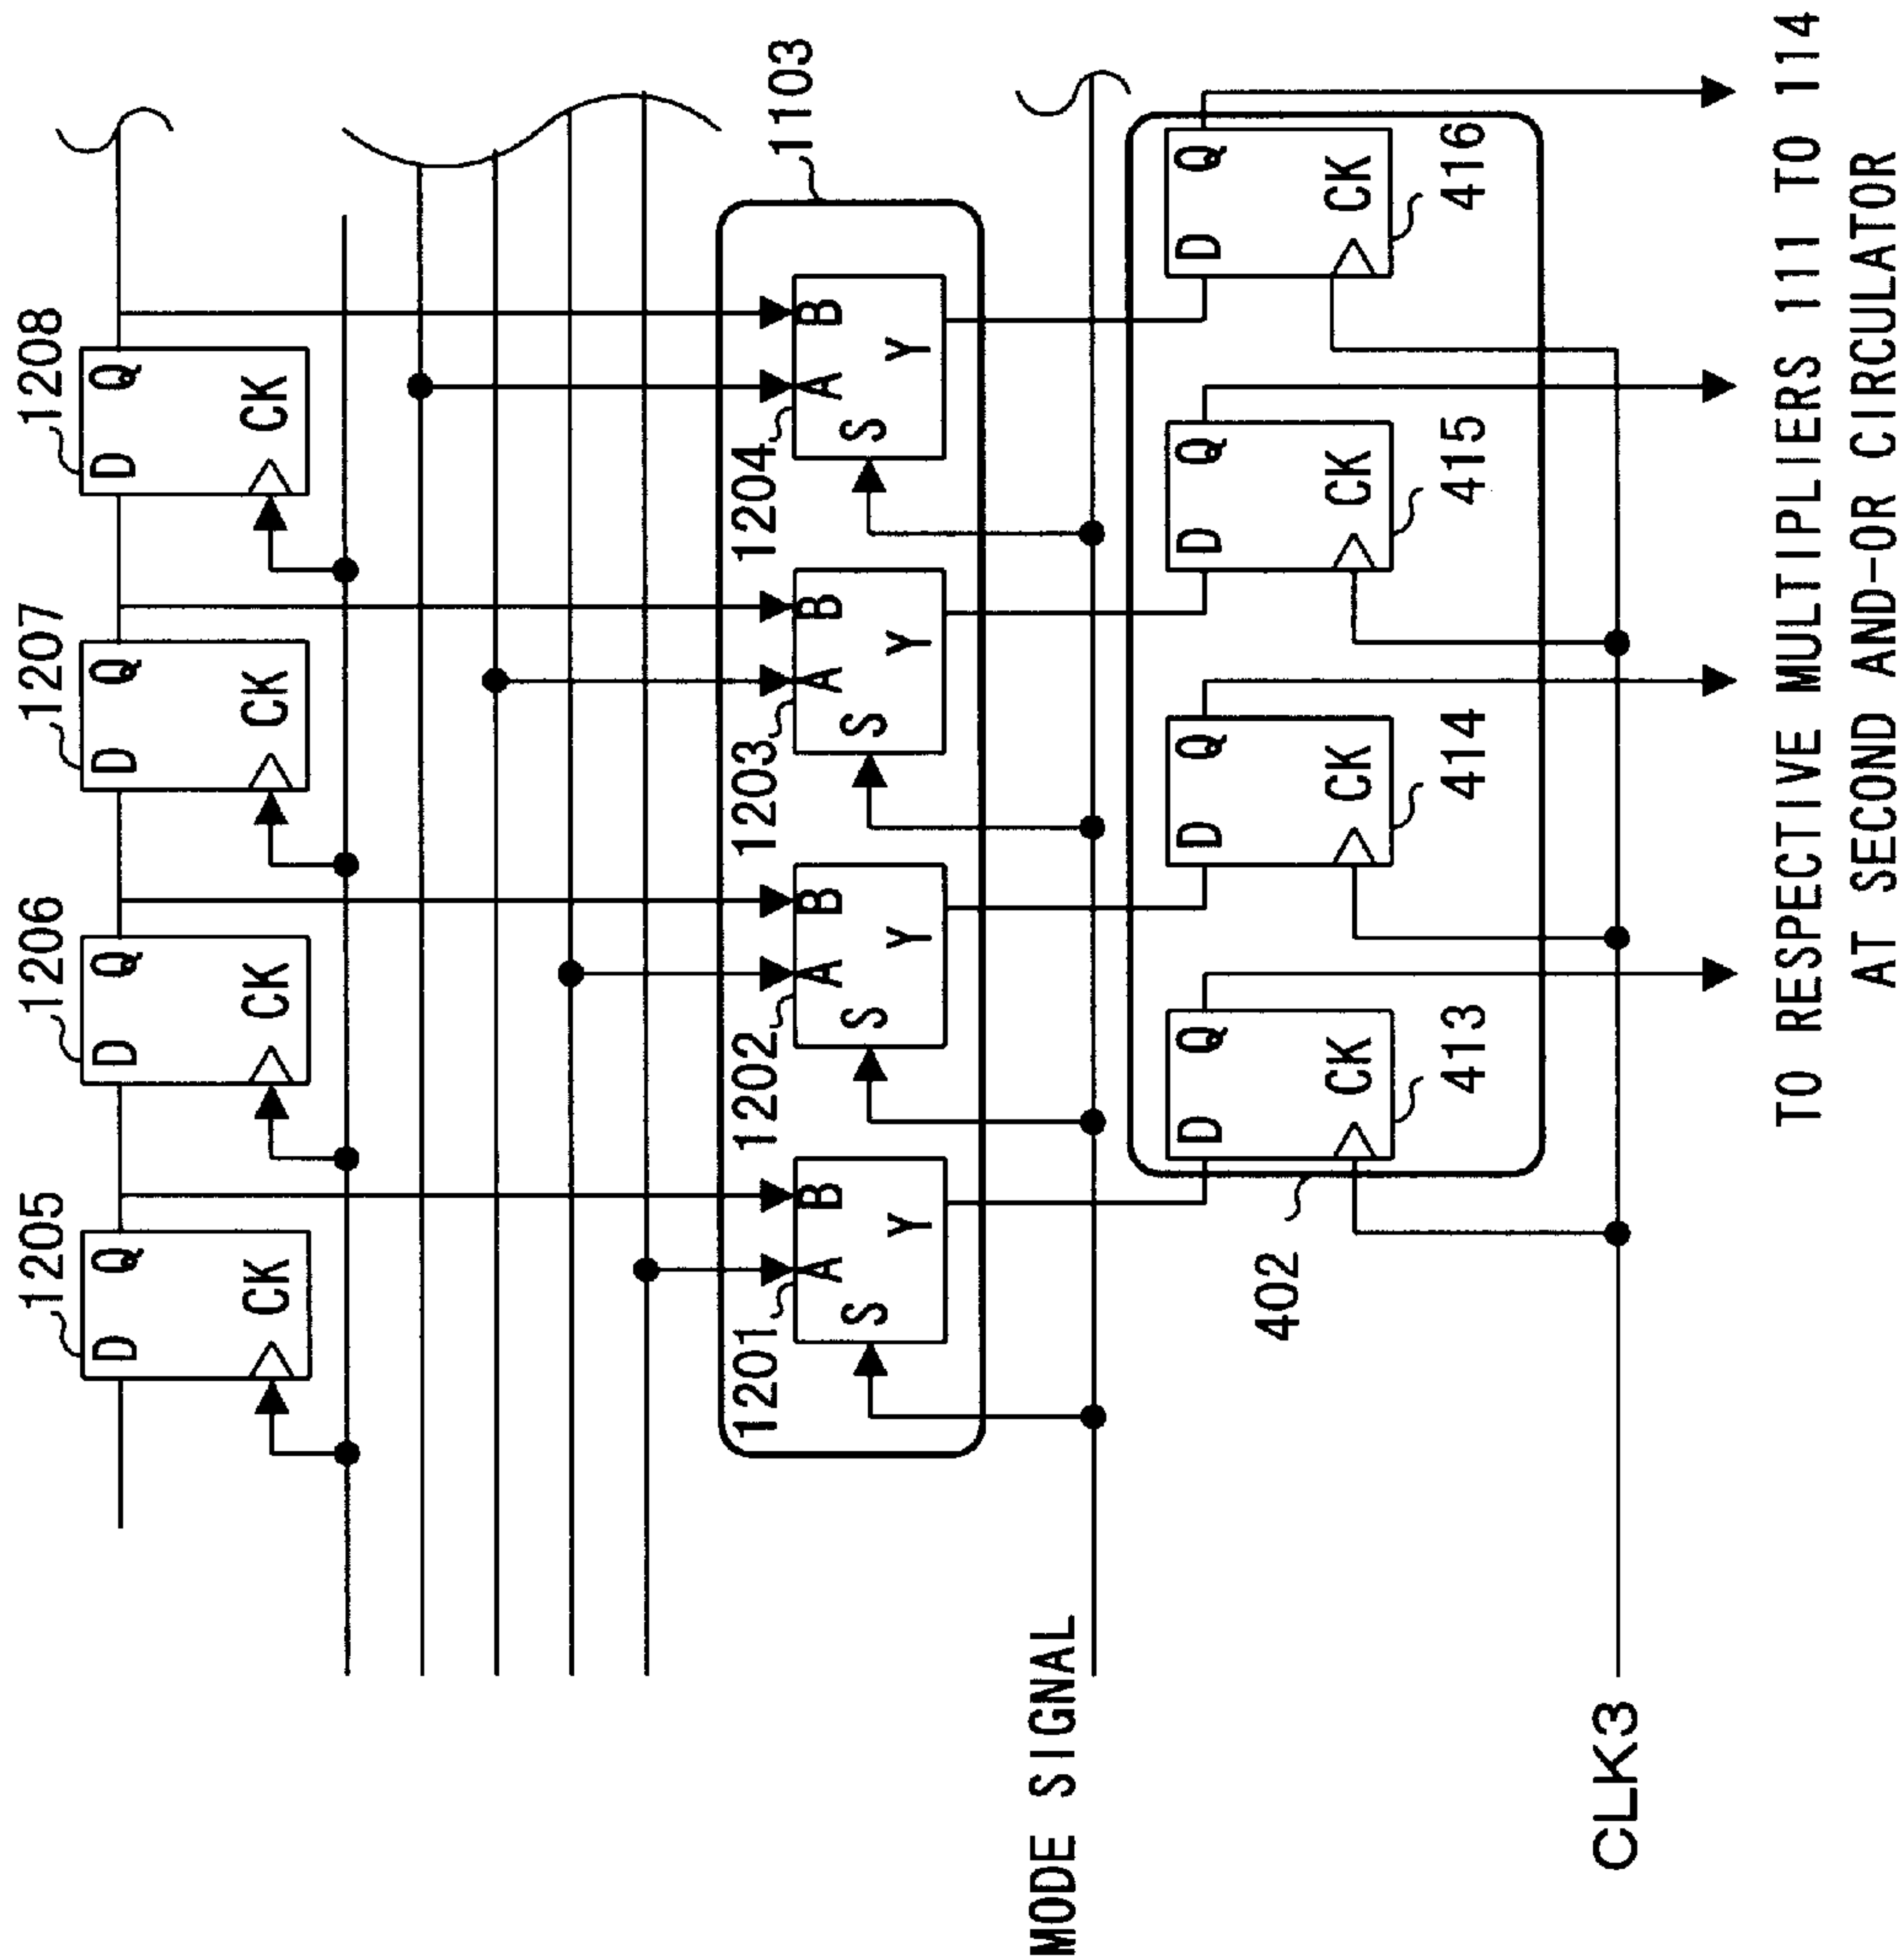 1205 1206 1207 1208
D Q D Q D Q D Q
CK CK CK CK
1103
1201 1202 1203 1204
A B A B A B A B
S S S S
Y Y Y Y
MODE SIGNAL
D Q D Q D Q D Q
CK CK CK CK
402 413 414 415 416
CLK3
TO RESPECTIVE MULTIPLIERS 111 TO 114
AT SECOND AND-OR CIRCULATOR